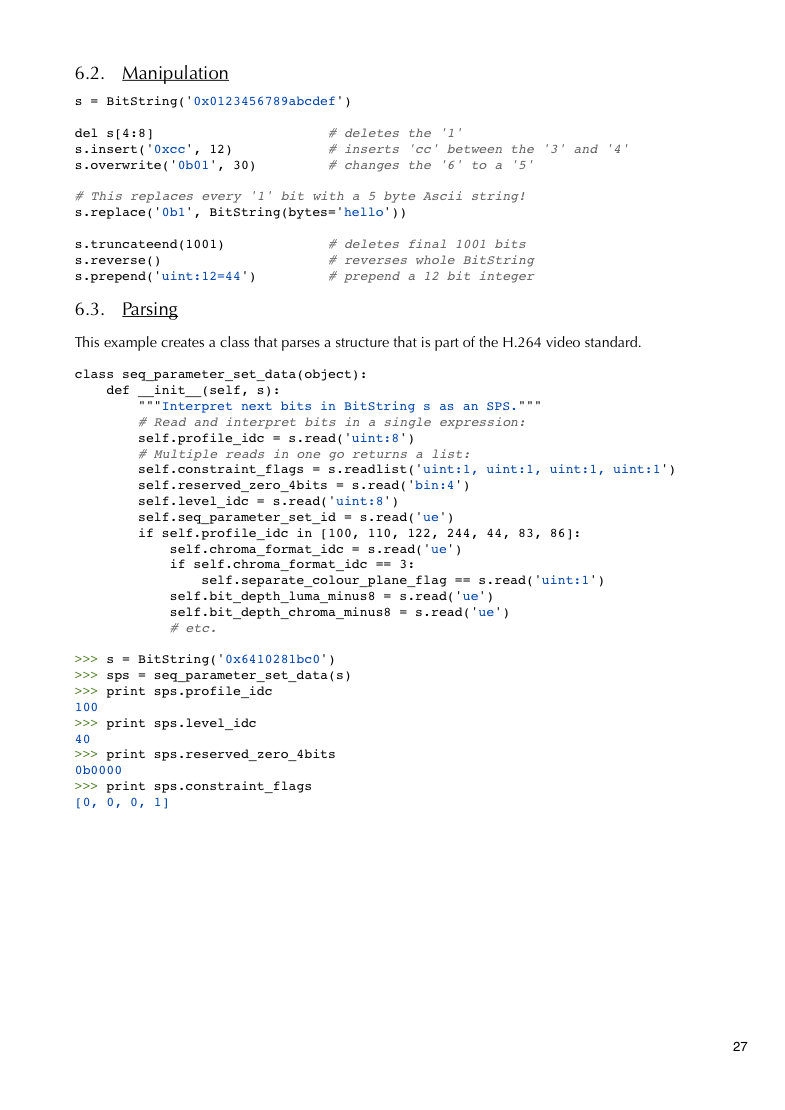 6.2. Manipulation
s = BitString('0x0123456789abcdef')
del s[4:8] # deletes the '1'
s.insert('0xcc', 12) # inserts 'cc' between the '3' and '4'
s.overwrite('0b01', 30) # changes the '6' to a '5'
# This replaces every '1' bit with a 5 byte Ascii string!
s.replace('0b1', BitString(bytes='hello'))
s.truncateend(1001) # deletes final 1001 bits
s.reverse() # reverses whole BitString
s.prepend('uint:12=44') # prepend a 12 bit integer
6.3. Parsing
This example creates a class that parses a structure that is part of the H.264 video standard.
class seq_parameter_set_data(object):
    def __init__(self, s):
        """Interpret next bits in BitString s as an SPS."""
        # Read and interpret bits in a single expression:
        self.profile_idc = s.read('uint:8')
        # Multiple reads in one go returns a list:
        self.constraint_flags = s.readlist('uint:1, uint:1, uint:1, uint:1')
        self.reserved_zero_4bits = s.read('bin:4')
        self.level_idc = s.read('uint:8')
        self.seq_parameter_set_id = s.read('ue')
        if self.profile_idc in [100, 110, 122, 244, 44, 83, 86]:
            self.chroma_format_idc = s.read('ue')
            if self.chroma_format_idc == 3:
                self.separate_colour_plane_flag == s.read('uint:1')
            self.bit_depth_luma_minus8 = s.read('ue')
            self.bit_depth_chroma_minus8 = s.read('ue')
            # etc.
>>> s = BitString('0x6410281bc0')
>>> sps = seq_parameter_set_data(s)
>>> print sps.profile_idc
100
>>> print sps.level_idc
40
>>> print sps.reserved_zero_4bits
0b0000
>>> print sps.constraint_flags
[0, 0, 0, 1]
27